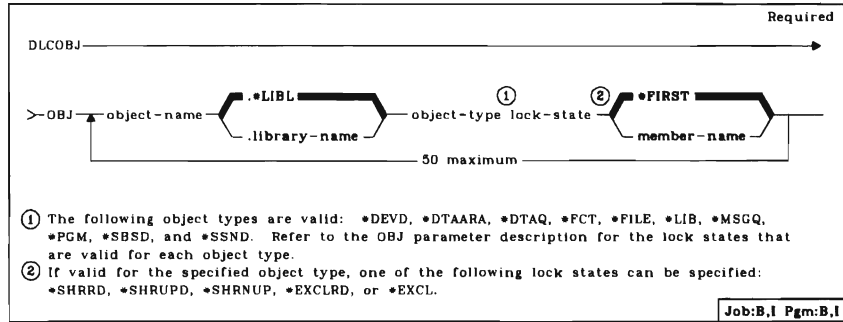 Required
DLCOBJ
.*LIBL ① ② *FIRST
>-OBJ object-name object-type lock-state
.library-name member-name
50 maximum
① The following object types are valid: *DEVD, *DTAARA, *DTAQ, *FCT, *FILE, *LIB, *MSGQ,
*PGM, *SBSD, and *SSND. Refer to the OBJ parameter description for the lock states that
are valid for each object type.
② If valid for the specified object type, one of the following lock states can be specified:
*SHRRD, *SHRUPD, *SHRNUP, *EXCLRD, or *EXCL.
Job:B,I Pgm:B,I